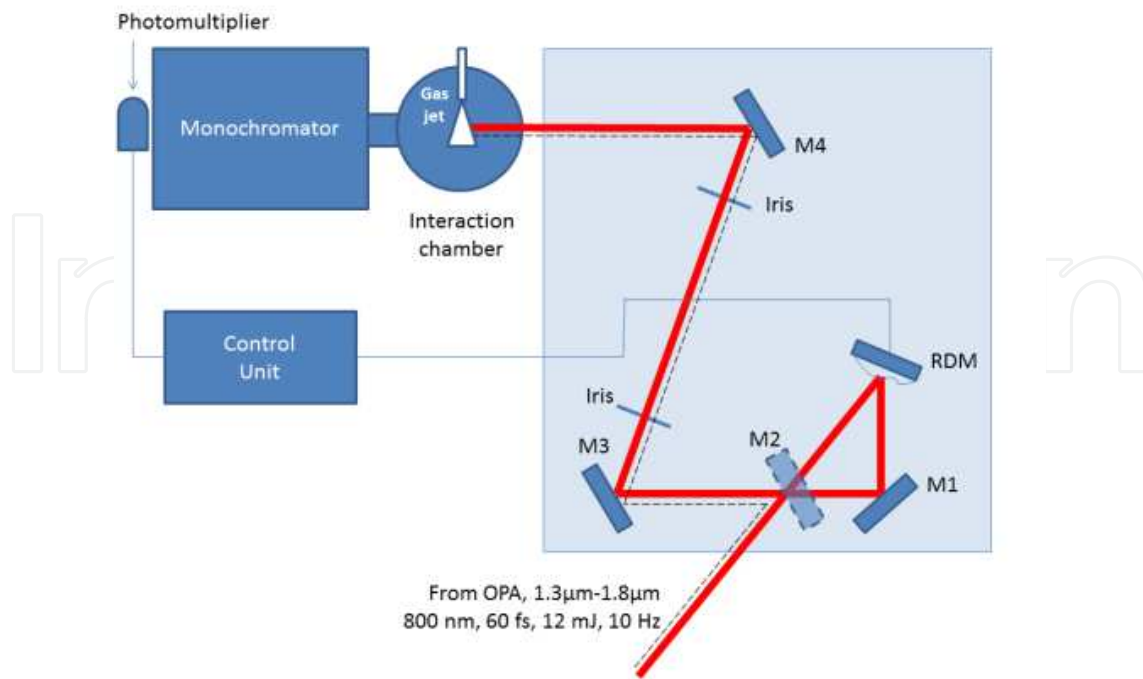 Photomultiplier
Monochromator
Gas
jet
Interaction
chamber
M4
Iris
Control
Unit
RDM
Iris
M3
M2
M1
From OPA, 1.3µm-1.8µm
800 nm, 60 fs, 12 mJ, 10 Hz